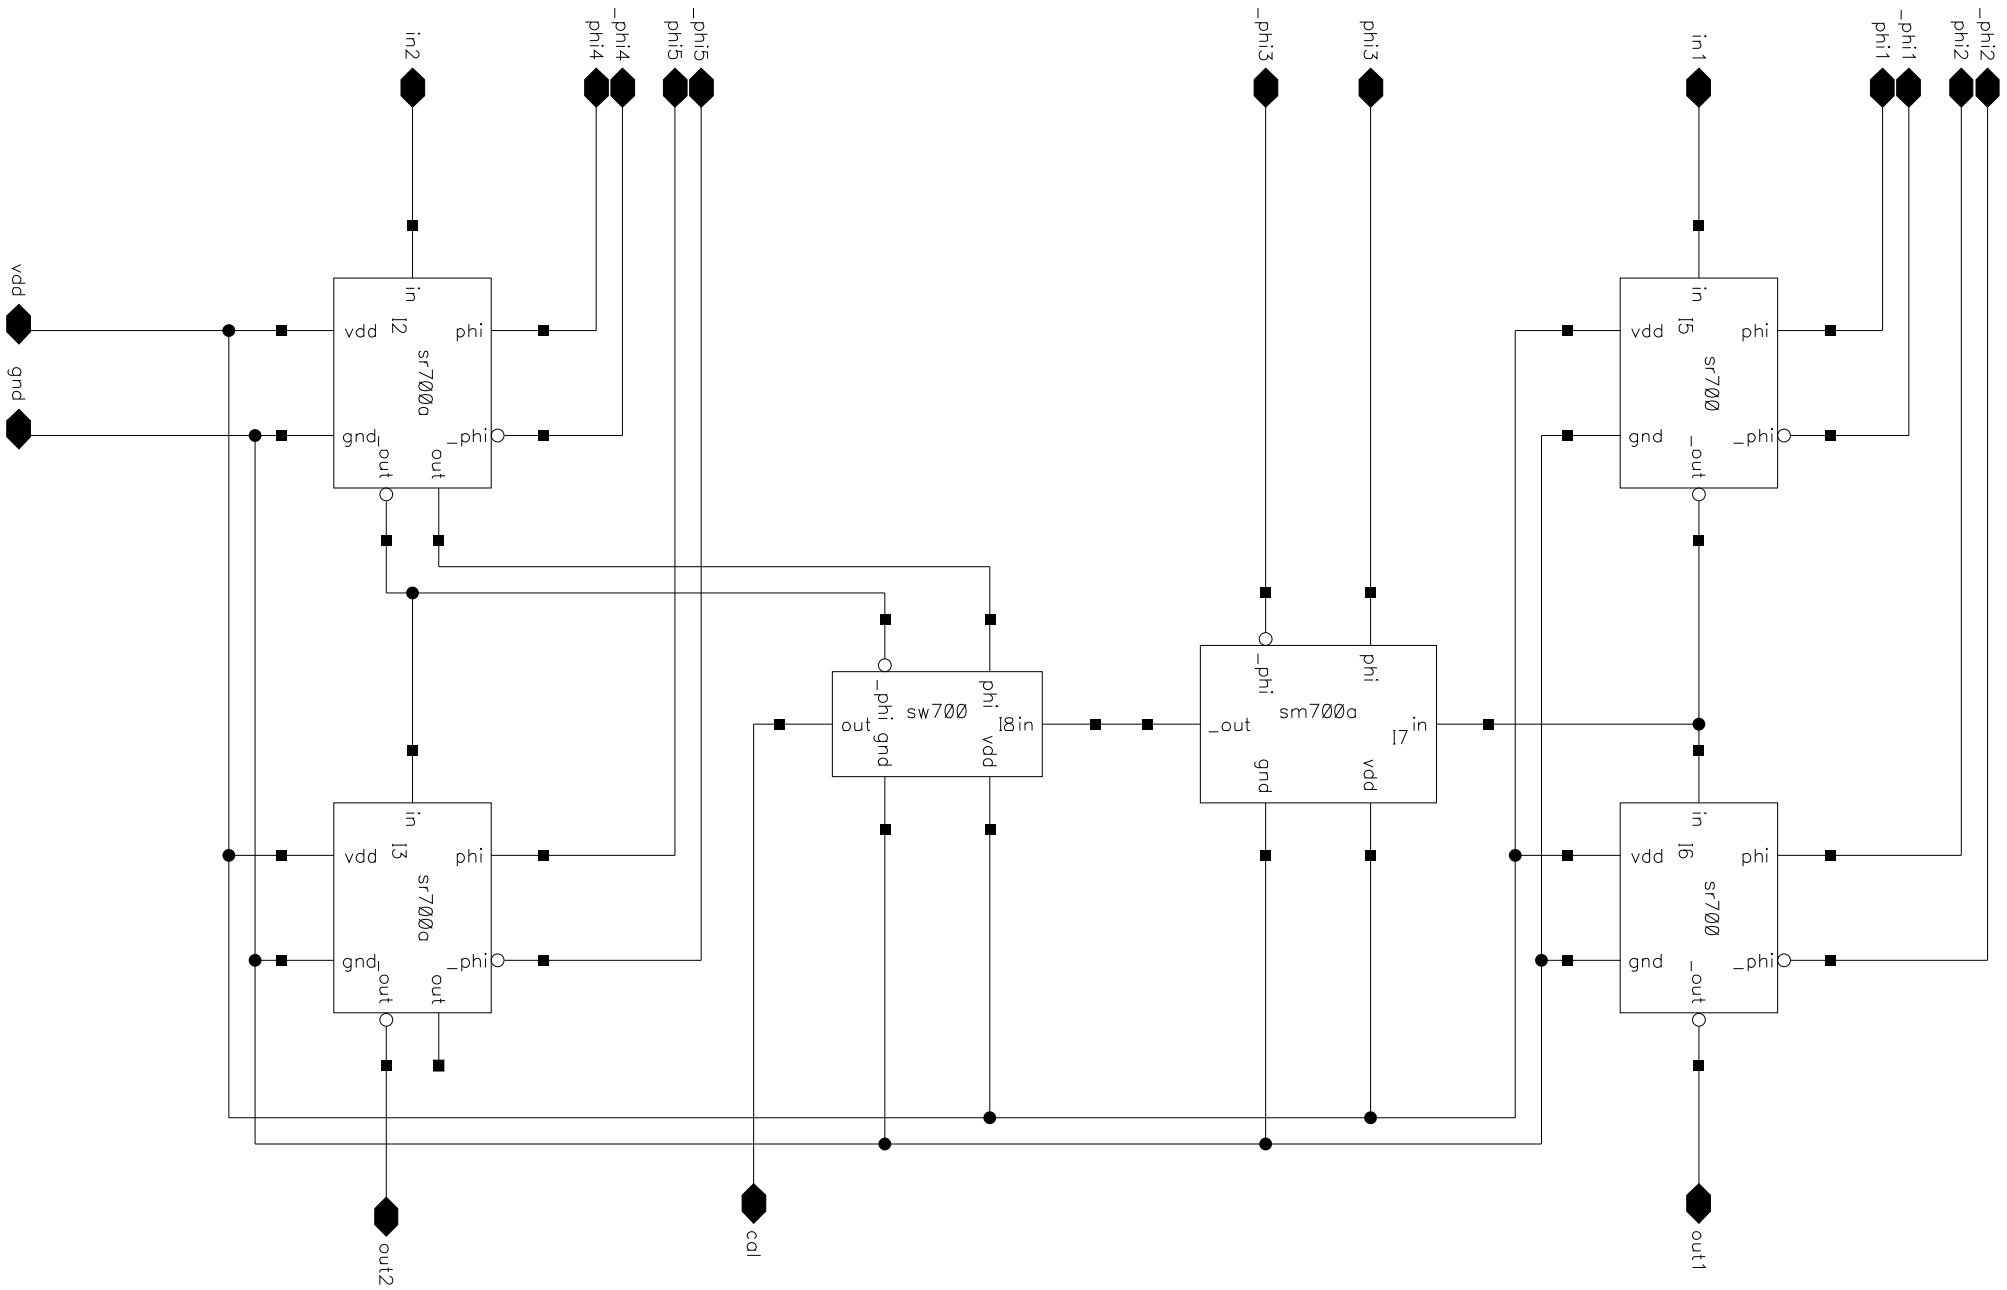 in2
phi4
_phi4
phi5
_phi5
_phi3
phi3
in1
phi1
_phi1
phi2
_phi2
vdd
gnd
in
I2
vdd
phi
sr700a
gnd
_phi
_out
out
in
I5
vdd
phi
sr700
gnd
_phi
_out
_phi
phi
sw700
out
I8
in
gnd
vdd
_phi
phi
sm700a
_out
in
I7
gnd
vdd
in
I3
vdd
phi
sr700a
gnd
_phi
_out
out
in
I6
vdd
phi
sr700
gnd
_phi
_out
out2
cal
out1